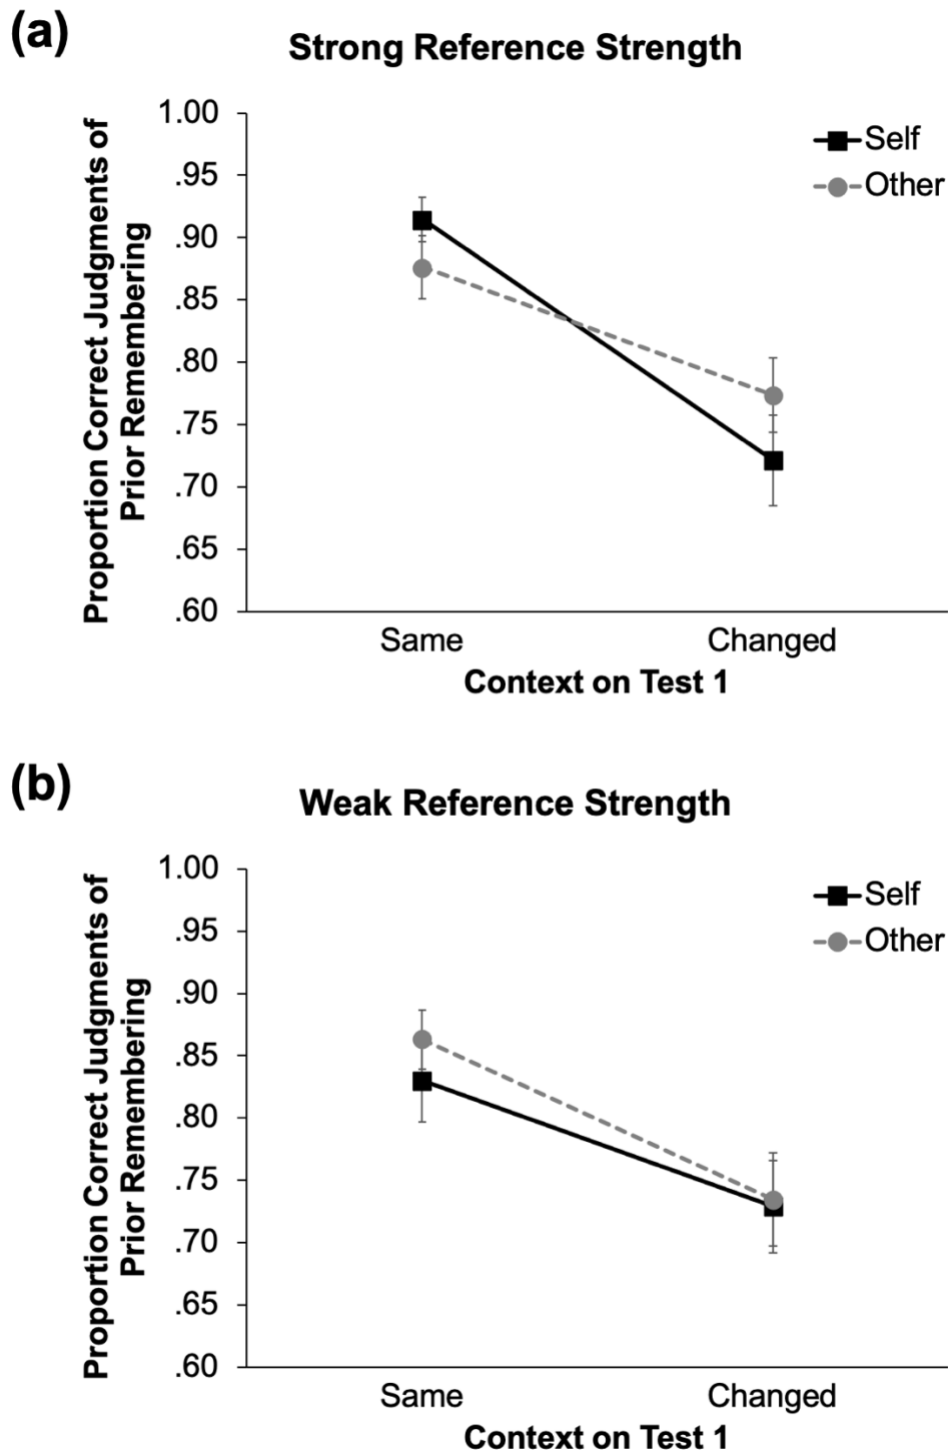 (a)
Strong Reference Strength
Proportion Correct Judgments of
Prior Remembering
1.00
.95
.90
.85
.80
.75
.70
.65
.60
Self
Other
Same Changed
Context on Test 1
(b)
Weak Reference Strength
Proportion Correct Judgments of
Prior Remembering
1.00
.95
.90
.85
.80
.75
.70
.65
.60
Self
Other
Same Changed
Context on Test 1